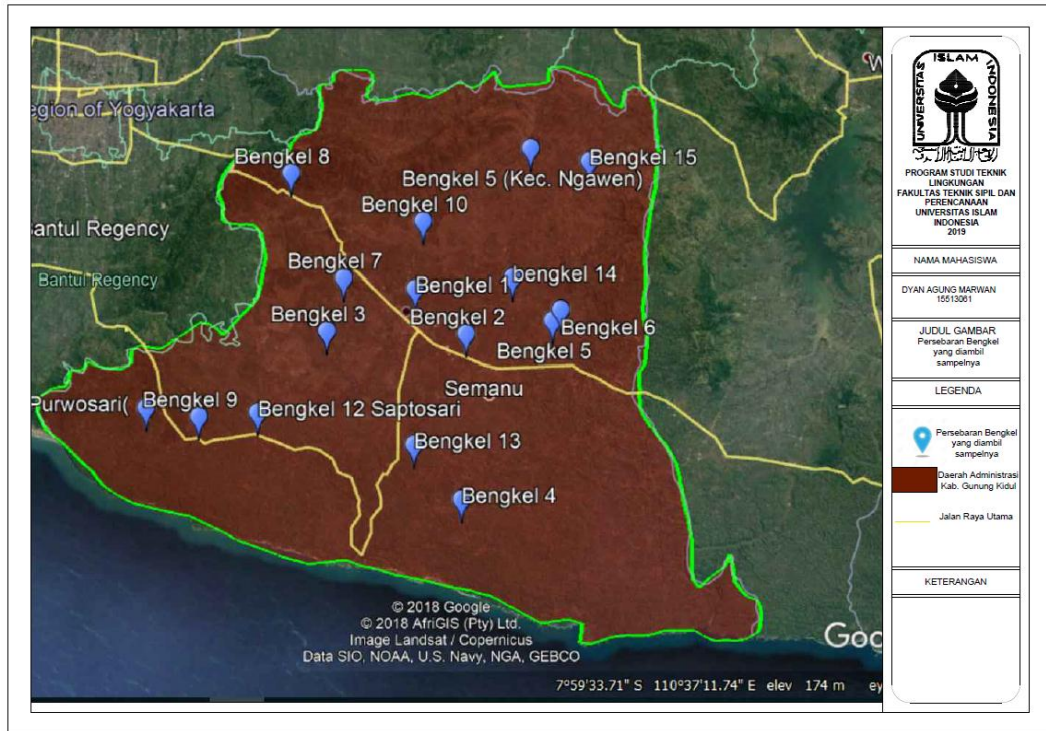 egion of Yogyakarta
Bengkel 8
Bengkel 15
Bengkel 5 (Kec. Ngawen)
Bengkel 10
Bantul Regency
Bantul Regency
Bengkel 7
bengkel 14
Bengkel 1
Bengkel 3
Bengkel 2
Bengkel 6
Bengkel 5
Semanu
Purwosari(
Bengkel 9
Bengkel 12 Saptosari
Bengkel 13
Bengkel 4
© 2018 Google
© 2018 AfriGIS (Pty) Ltd.
Image Landsat / Copernicus
Data SIO, NOAA, U.S. Navy, NGA, GEBCO
Goo
7°59'33.71" S 110°37'11.74" E elev 174 m ey
UNIVERSITAS ISLAM INDONESIA
PROGRAM STUDI TEKNIK
LINGKUNGAN
FAKULTAS TEKNIK SIPIL DAN
PERENCANAAN
UNIVERSITAS ISLAM
INDONESIA
2019
NAMA MAHASISWA
DYAN AGUNG MARWAN
15513061
JUDUL GAMBAR
Persebaran Bengkel
yang diambil
sampelnya
LEGENDA
Persebaran Bengkel
yang diambil
sampelnya
Daerah Administrasi
Kab. Gunung Kidul
Jalan Raya Utama
KETERANGAN